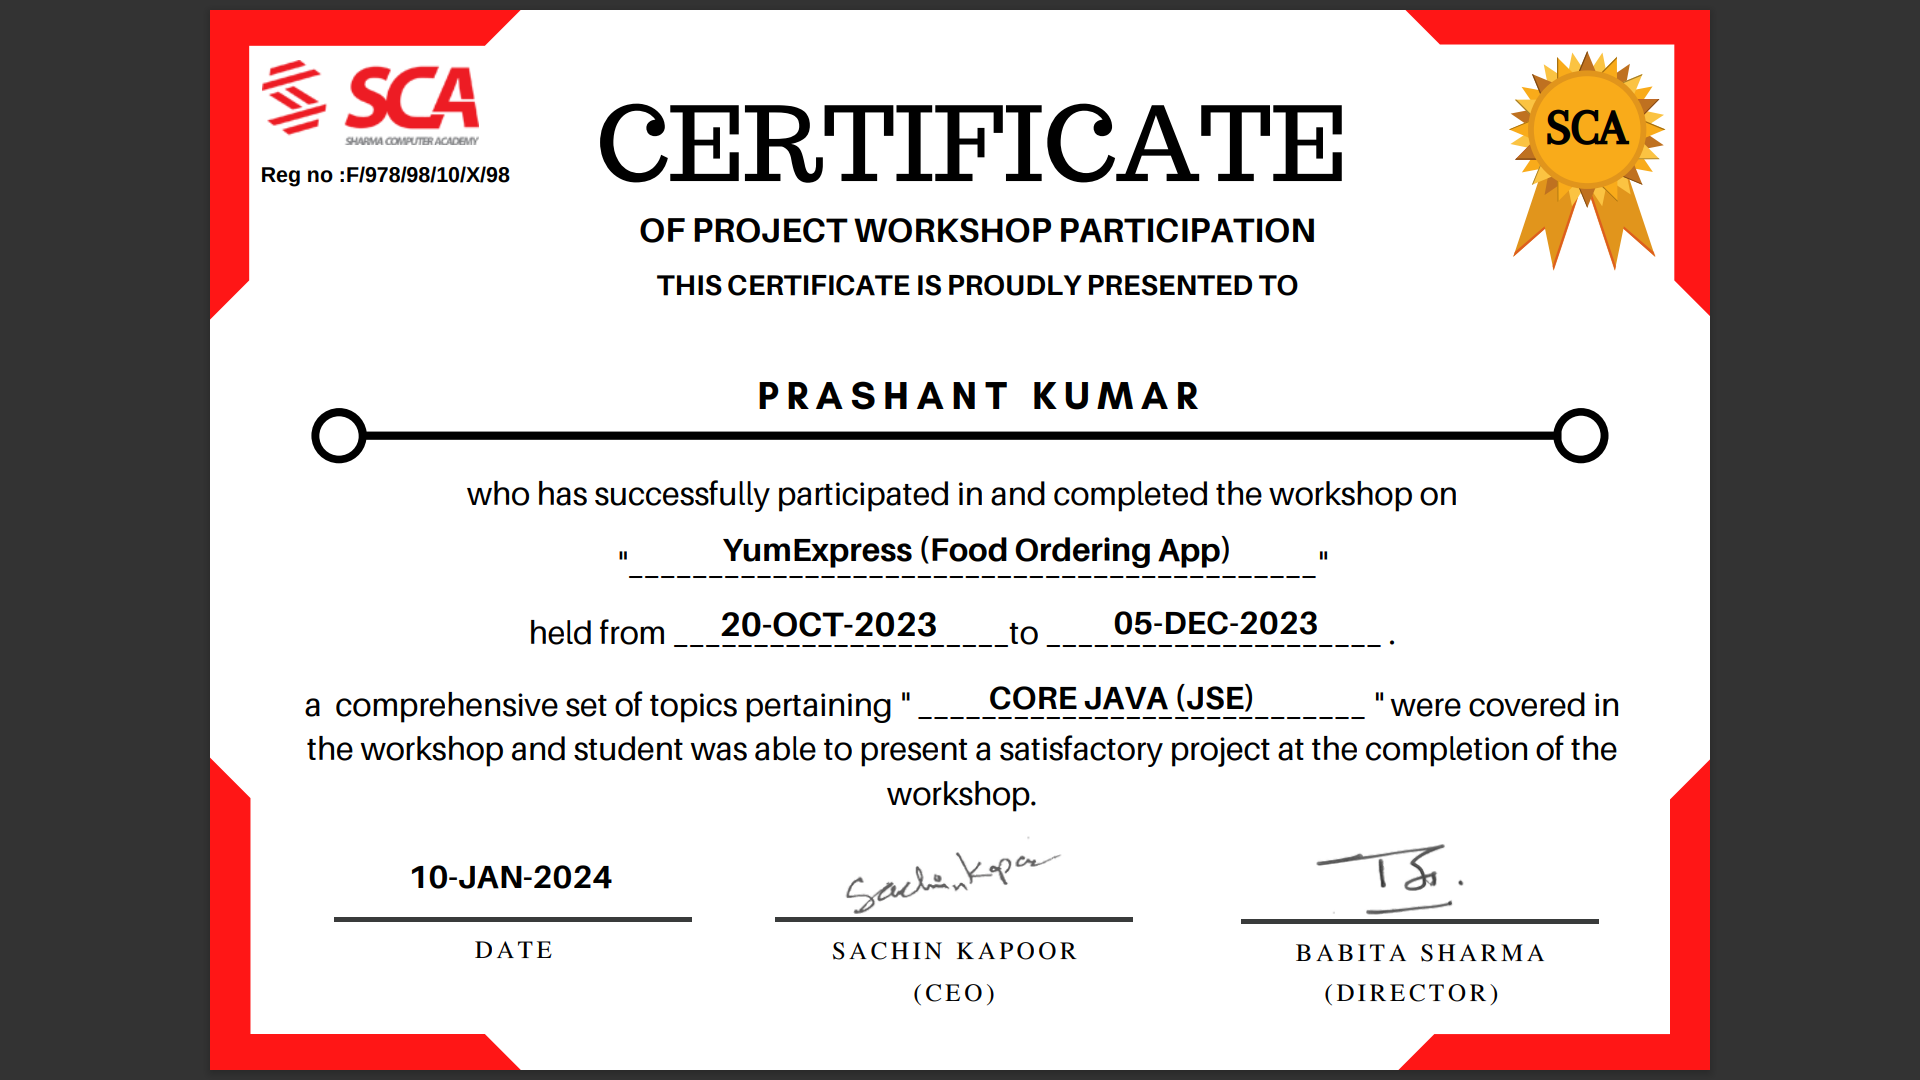 SCA
SHARMA COMPUTER ACADEMY
Reg no :F/978/98/10/X/98
SCA
CERTIFICATE
OF PROJECT WORKSHOP PARTICIPATION
THIS CERTIFICATE IS PROUDLY PRESENTED TO
PRASHANT KUMAR
who has successfully participated in and completed the workshop on
"YumExpress (Food Ordering App)"
held from 20-OCT-2023 to 05-DEC-2023 .
a comprehensive set of topics pertaining " CORE JAVA (JSE) " were covered in
the workshop and student was able to present a satisfactory project at the completion of the
workshop.
10-JAN-2024
Sachin Kapoor
DATE
SACHIN KAPOOR
(CEO)
BABITA SHARMA
(DIRECTOR)